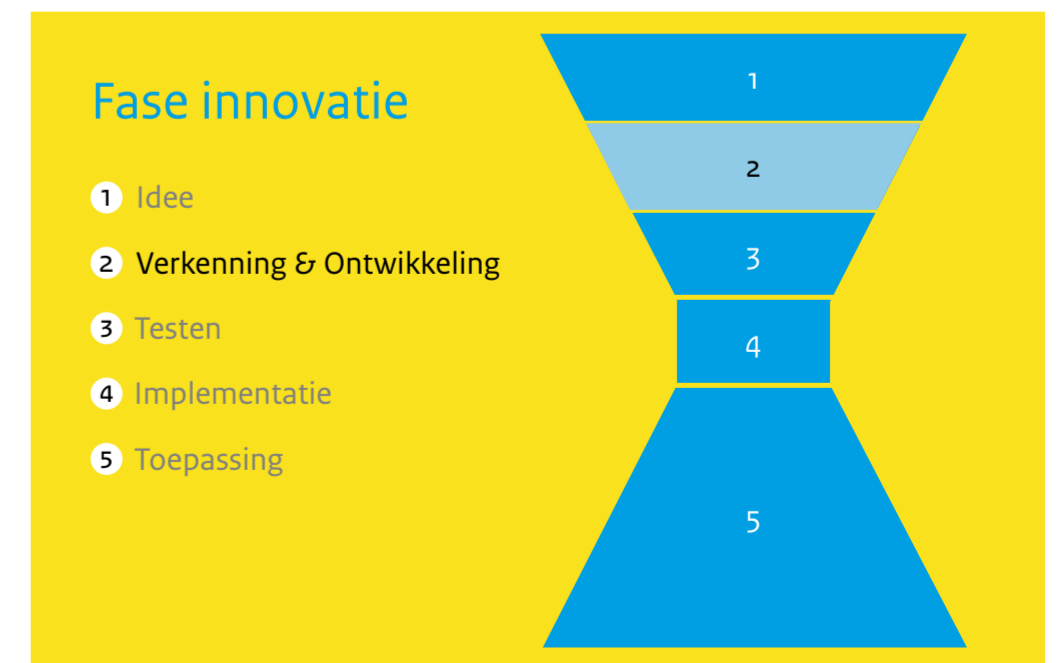 Fase innovatie
1 Idee
2 Verkenning & Ontwikkeling
3 Testen
4 Implementatie
5 Toepassing
1
2
3
4
5